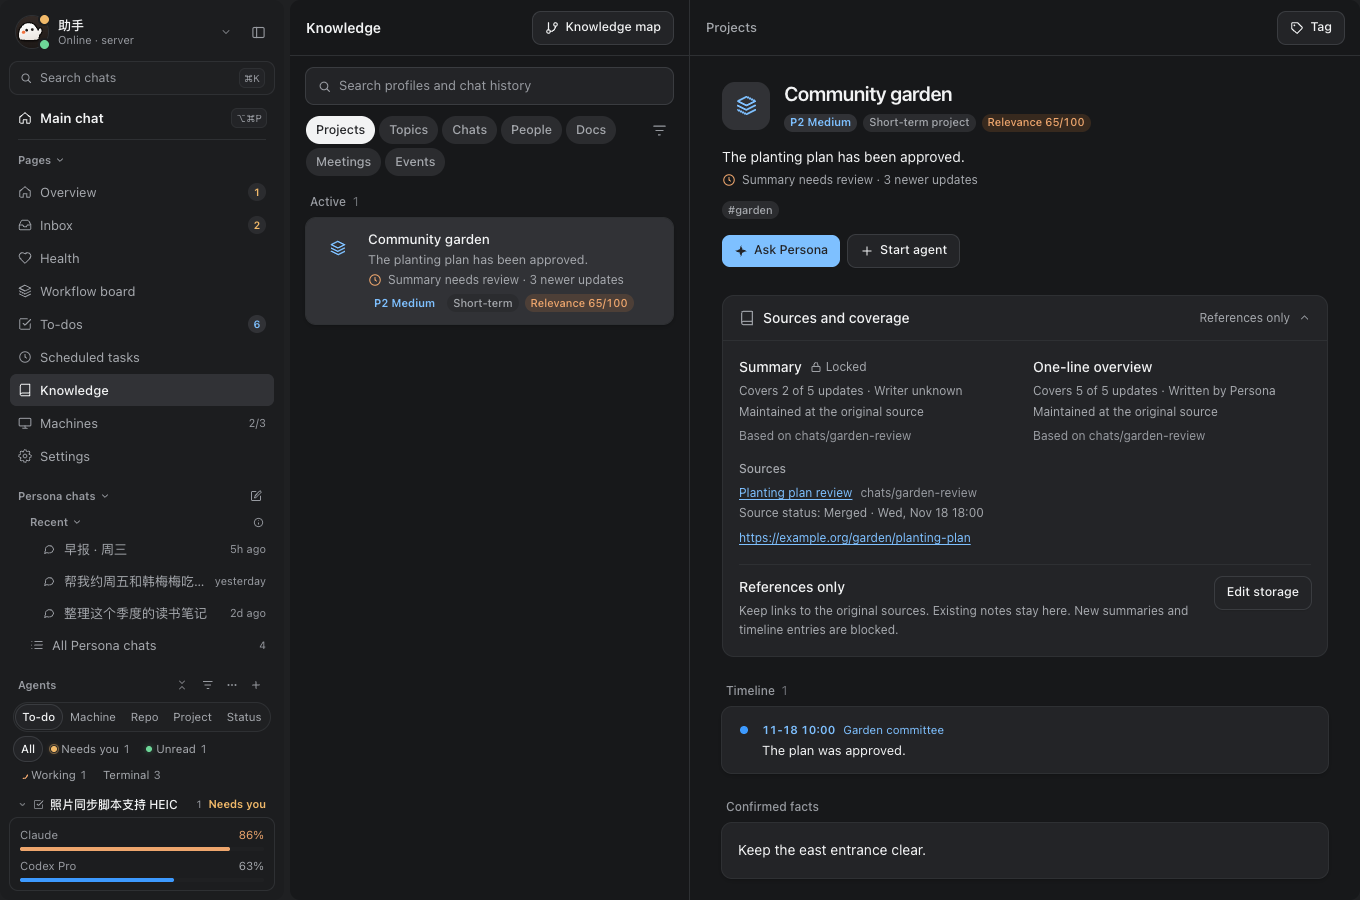 助手
Online · server
Search chats
⌘K
Main chat
⌥⌘P
Pages
Overview
1
Inbox
2
Health
Workflow board
To-dos
6
Scheduled tasks
Knowledge
Machines
2/3
Settings
Persona chats
Recent
早报 · 周三
5h ago
帮我约周五和韩梅梅吃...
yesterday
整理这个季度的读书笔记
2d ago
All Persona chats
4
Agents
To-do
Machine
Repo
Project
Status
All
Needs you 1
Unread 1
Working 1
Terminal 3
照片同步脚本支持 HEIC
1 Needs you
Claude
86%
Codex Pro
63%
Knowledge
Knowledge map
Search profiles and chat history
Projects
Topics
Chats
People
Docs
Meetings
Events
Active 1
Community garden
The planting plan has been approved.
Summary needs review · 3 newer updates
P2 Medium
Short-term
Relevance 65/100
Projects
Tag
Community garden
P2 Medium
Short-term project
Relevance 65/100
The planting plan has been approved.
Summary needs review · 3 newer updates
#garden
Ask Persona
Start agent
Sources and coverage
References only
Summary
Locked
Covers 2 of 5 updates · Writer unknown
Maintained at the original source
Based on chats/garden-review
One-line overview
Covers 5 of 5 updates · Written by Persona
Maintained at the original source
Based on chats/garden-review
Sources
Planting plan review chats/garden-review
Source status: Merged · Wed, Nov 18 18:00
https://example.org/garden/planting-plan
References only
Keep links to the original sources. Existing notes stay here. New summaries and
timeline entries are blocked.
Edit storage
Timeline 1
11-18 10:00 Garden committee
The plan was approved.
Confirmed facts
Keep the east entrance clear.